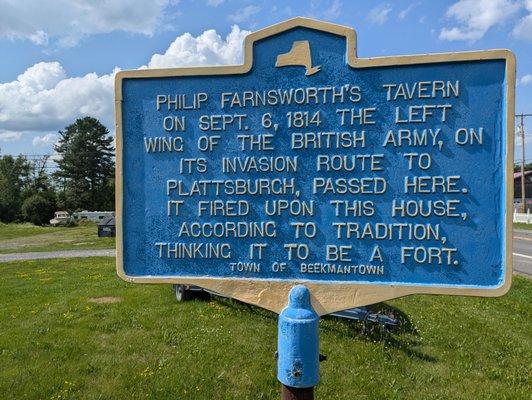 PHILIP FARNSWORTH'S TAVERN
ON SEPT. 6, 1814 THE LEFT
WING OF THE BRITISH ARMY, ON
ITS INVASION ROUTE TO
PLATTSBURGH, PASSED HERE.
IT FIRED UPON THIS HOUSE,
ACCORDING TO TRADITION,
THINKING IT TO BE A FORT.
TOWN OF BEEKMANTOWN